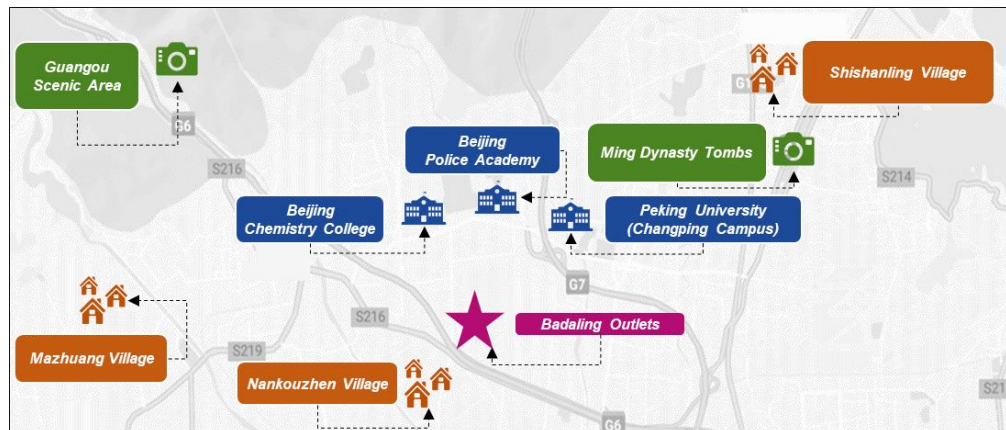 Guangou
Scenic Area
G6
S216
Beijing
Police Academy
G1
Shishanling Village
Ming Dynasty Tombs
S214
Beijing
Chemistry College
Peking University
(Changping Campus)
G7
S216
Badaling Outlets
Mazhuang Village
S219
Nankouzhen Village
G6